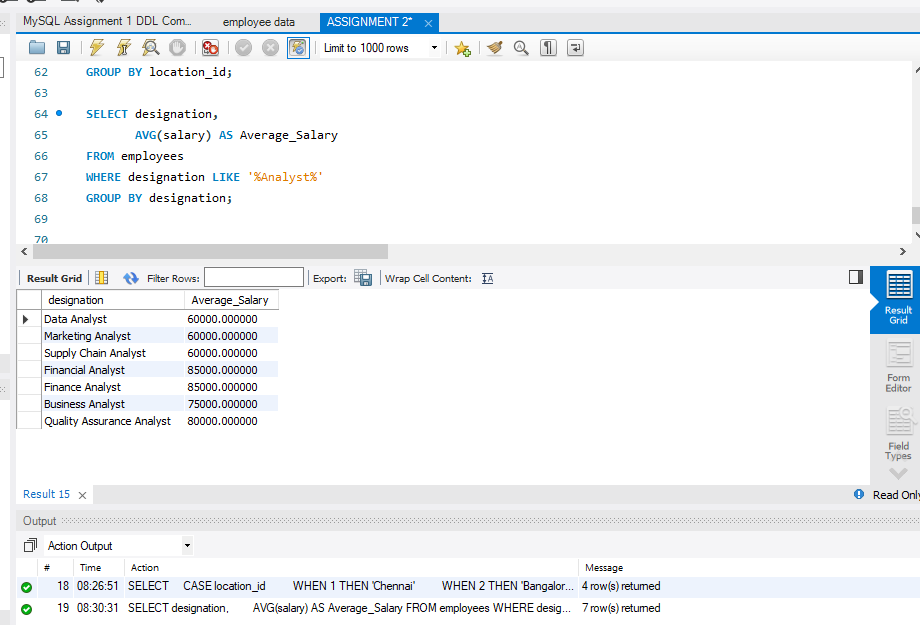 MySQL Assignment 1 DDL Com... employee data ASSIGNMENT 2* ×
Limit to 1000 rows
62 GROUP BY location_id;
63
64 SELECT designation,
65 AVG(salary) AS Average_Salary
66 FROM employees
67 WHERE designation LIKE '%Analyst%'
68 GROUP BY designation;
69
70
Result Grid Filter Rows: Export: Wrap Cell Content:
designation Average_Salary
Data Analyst 60000.000000
Marketing Analyst 60000.000000
Supply Chain Analyst 60000.000000
Financial Analyst 85000.000000
Finance Analyst 85000.000000
Business Analyst 75000.000000
Quality Assurance Analyst 80000.000000
Result
Grid
Form
Editor
Field
Types
Result 15 × Read Only
Output
Action Output
# Time Action Message
18 08:26:51 SELECT CASE location_id WHEN 1 THEN 'Chennai' WHEN 2 THEN 'Bangalor... 4 row(s) returned
19 08:30:31 SELECT designation, AVG(salary) AS Average_Salary FROM employees WHERE desig... 7 row(s) returned